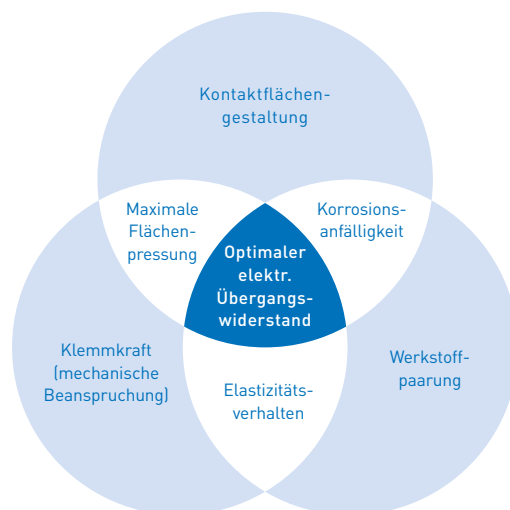 Kontaktflächen-
gestaltung
Maximale
Flächen-
pressung
Korrosions-
anfälligkeit
Optimaler
elektr.
Übergangs-
widerstand
Klemmkraft
(mechanische
Beanspruchung)
Elastizitäts-
verhalten
Werkstoff-
paarung